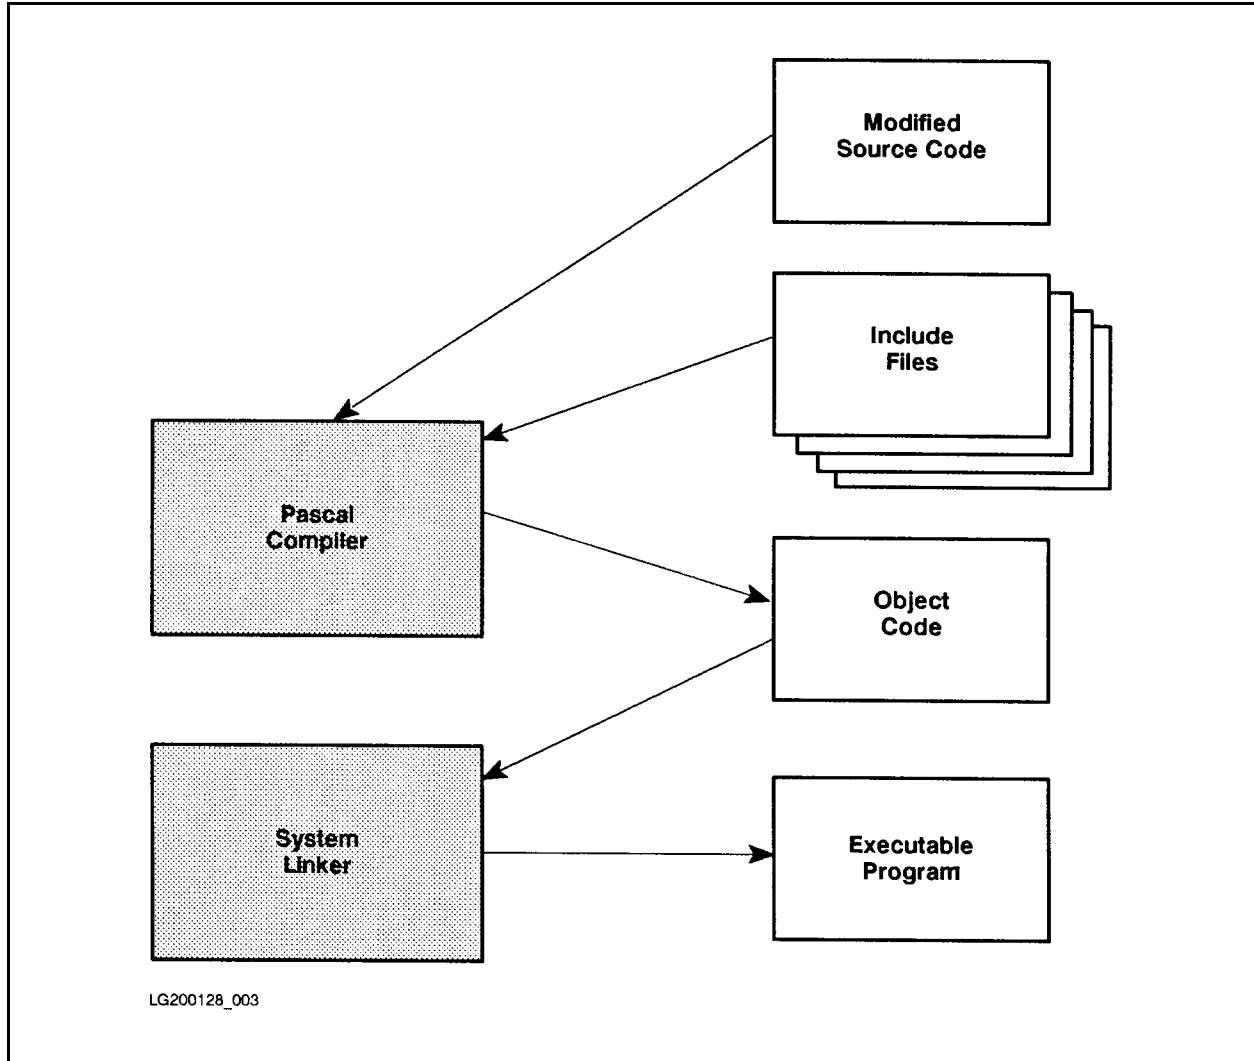 Modified
Source Code
Include
Files
Pascal
Compiler
Object
Code
System
Linker
Executable
Program
LG200128_003